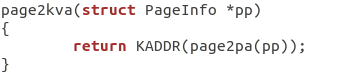 page2kva(struct PageInfo *pp)
{
        return KADDR(page2pa(pp));
}